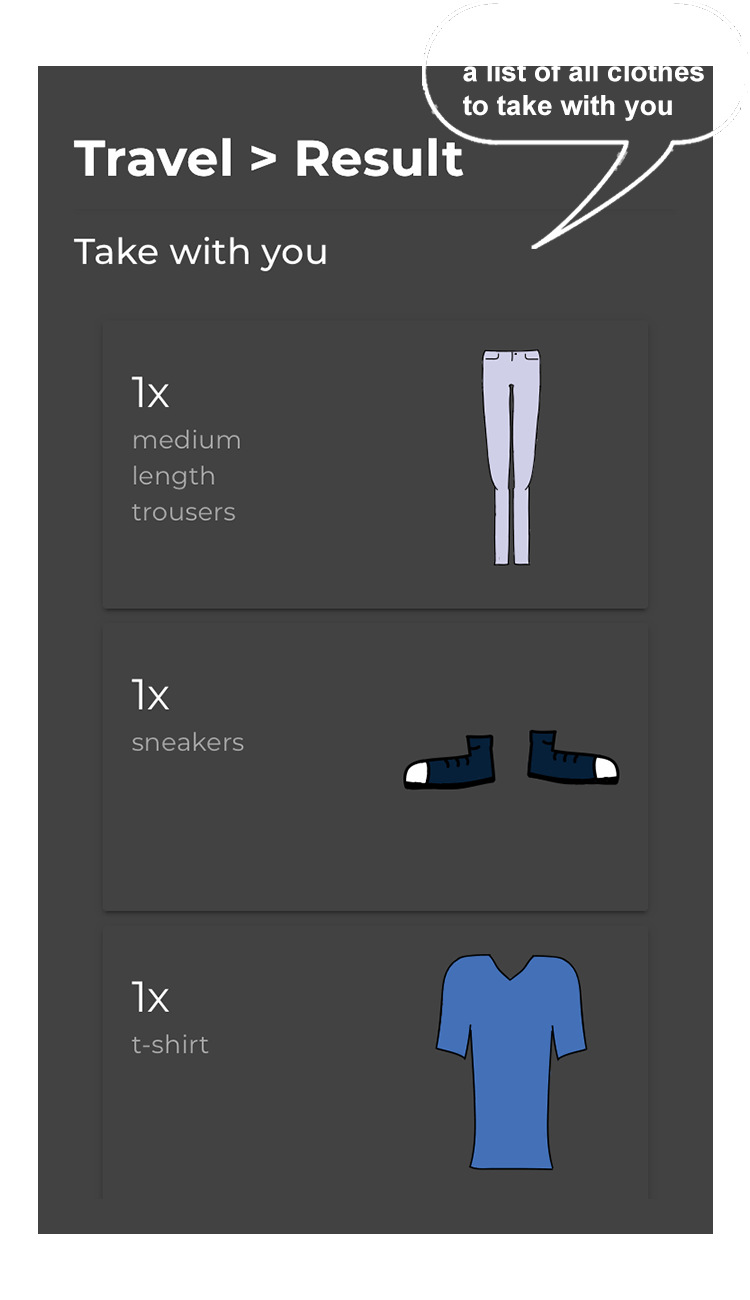 a list of all clothes
to take with you
Travel > Result
Take with you
1x
medium
length
trousers
1x
sneakers
1x
t-shirt